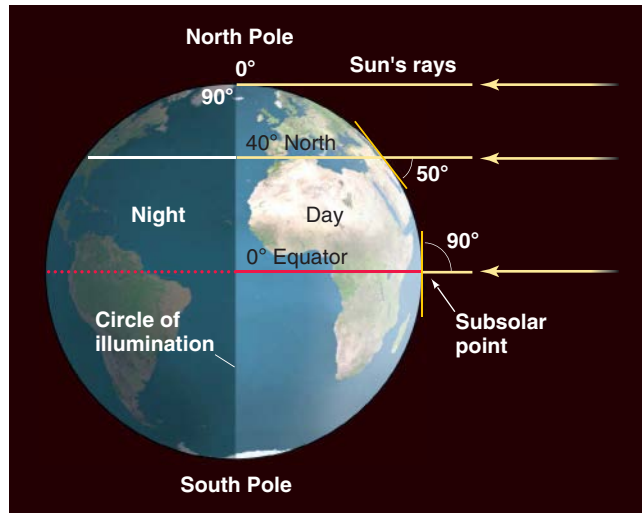 North Pole
0°
Sun's rays
90°
40° North
50°
Night
Day
90°
0° Equator
Circle of
illumination
Subsolar
point
South Pole